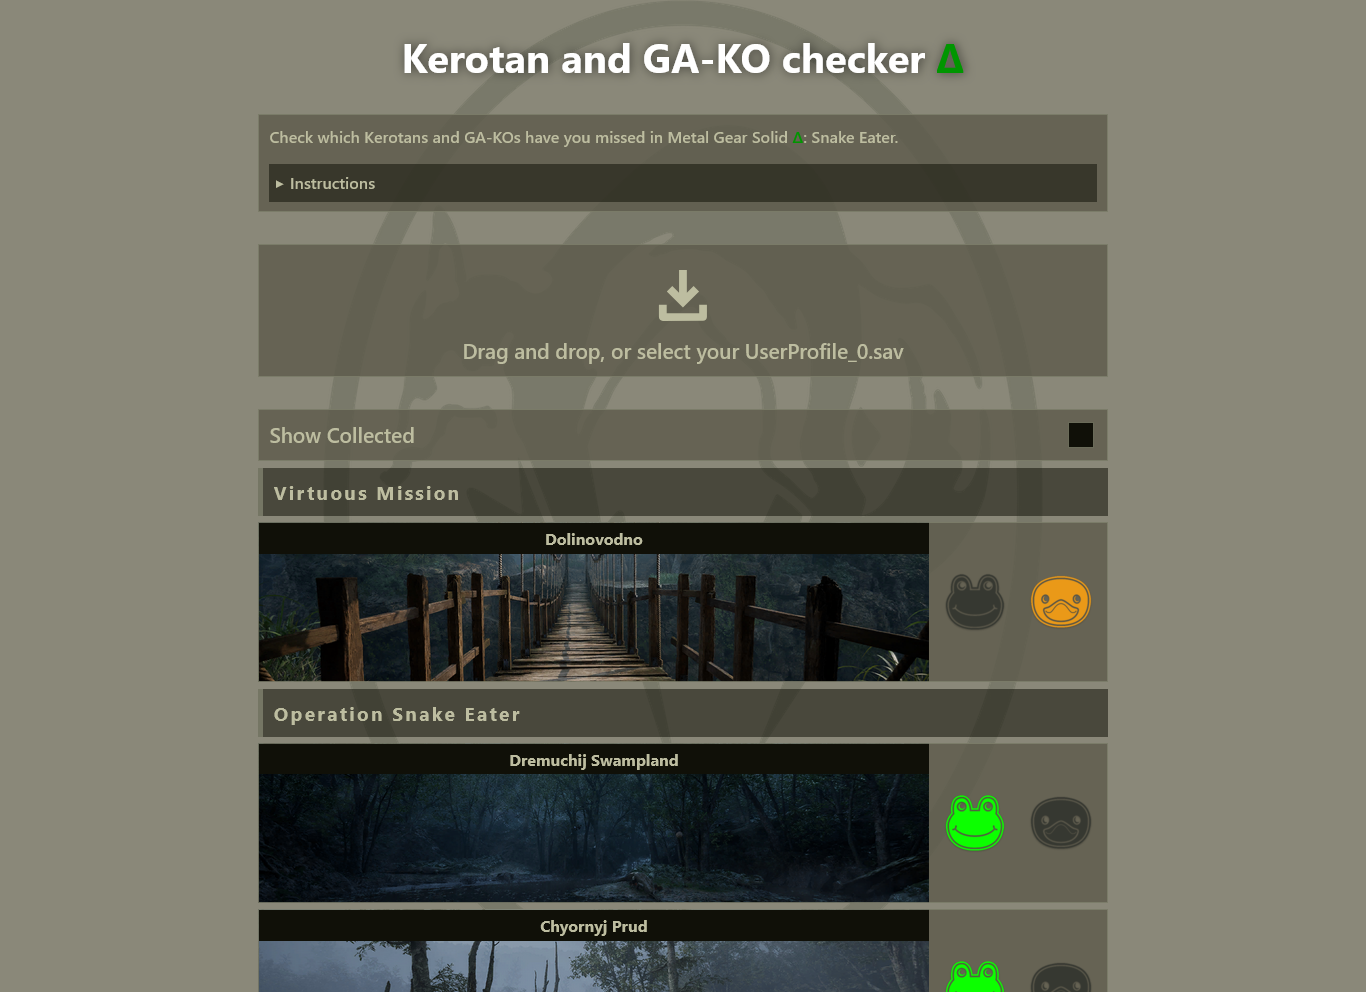 Kerotan and GA-KO checker Δ
Check which Kerotans and GA-KOs have you missed in Metal Gear Solid Δ: Snake Eater.
▸ Instructions
Drag and drop, or select your UserProfile_0.sav
Show Collected
Virtuous Mission
Dolinovodno
Operation Snake Eater
Dremuchij Swampland
Chyornyj Prud